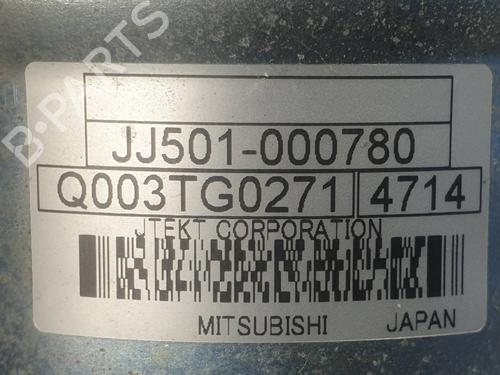 B-PARTS
JJ501-000780
Q003TG0271 4714
JTEKT CORPORATION
MITSUBISHI JAPAN